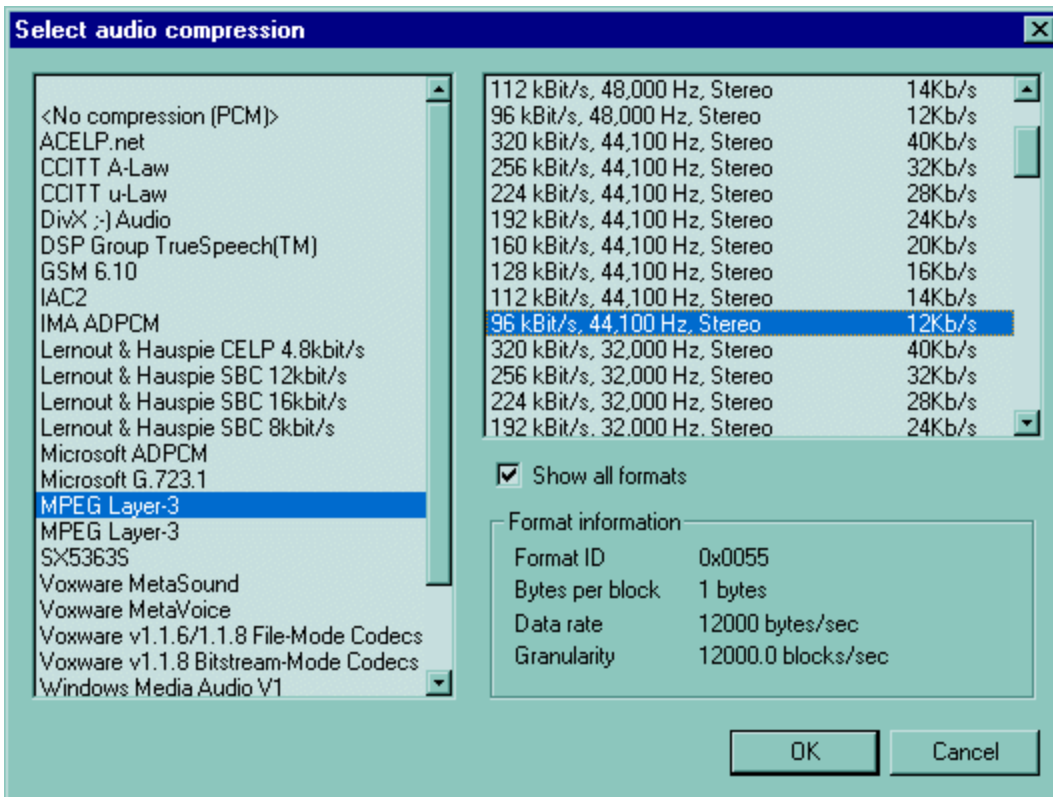 Select audio compression
<No compression (PCM)>
ACELP.net
CCITT A-Law
CCITT u-Law
DivX ;-) Audio
DSP Group TrueSpeech(TM)
GSM 6.10
IAC2
IMA ADPCM
Lernout & Hauspie CELP 4.8kbit/s
Lernout & Hauspie SBC 12kbit/s
Lernout & Hauspie SBC 16kbit/s
Lernout & Hauspie SBC 8kbit/s
Microsoft ADPCM
Microsoft G.723.1
MPEG Layer-3
MPEG Layer-3
SX5363S
Voxware MetaSound
Voxware MetaVoice
Voxware v1.1.6/1.1.8 File-Mode Codecs
Voxware v1.1.8 Bitstream-Mode Codecs
Windows Media Audio V1
112 kBit/s, 48,000 Hz, Stereo 14Kb/s
96 kBit/s, 48,000 Hz, Stereo 12Kb/s
320 kBit/s, 44,100 Hz, Stereo 40Kb/s
256 kBit/s, 44,100 Hz, Stereo 32Kb/s
224 kBit/s, 44,100 Hz, Stereo 28Kb/s
192 kBit/s, 44,100 Hz, Stereo 24Kb/s
160 kBit/s, 44,100 Hz, Stereo 20Kb/s
128 kBit/s, 44,100 Hz, Stereo 16Kb/s
112 kBit/s, 44,100 Hz, Stereo 14Kb/s
96 kBit/s, 44,100 Hz, Stereo 12Kb/s
320 kBit/s, 32,000 Hz, Stereo 40Kb/s
256 kBit/s, 32,000 Hz, Stereo 32Kb/s
224 kBit/s, 32,000 Hz, Stereo 28Kb/s
192 kBit/s, 32,000 Hz, Stereo 24Kb/s
Show all formats
Format information
Format ID 0x0055
Bytes per block 1 bytes
Data rate 12000 bytes/sec
Granularity 12000.0 blocks/sec
OK Cancel